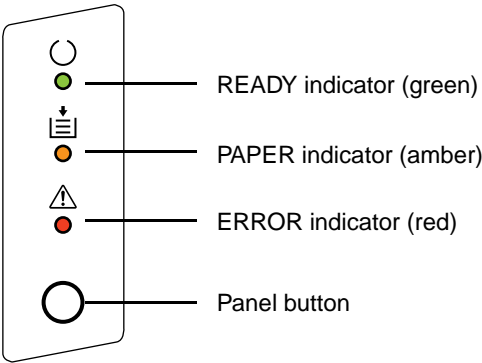 READY indicator (green)
PAPER indicator (amber)
ERROR indicator (red)
Panel button